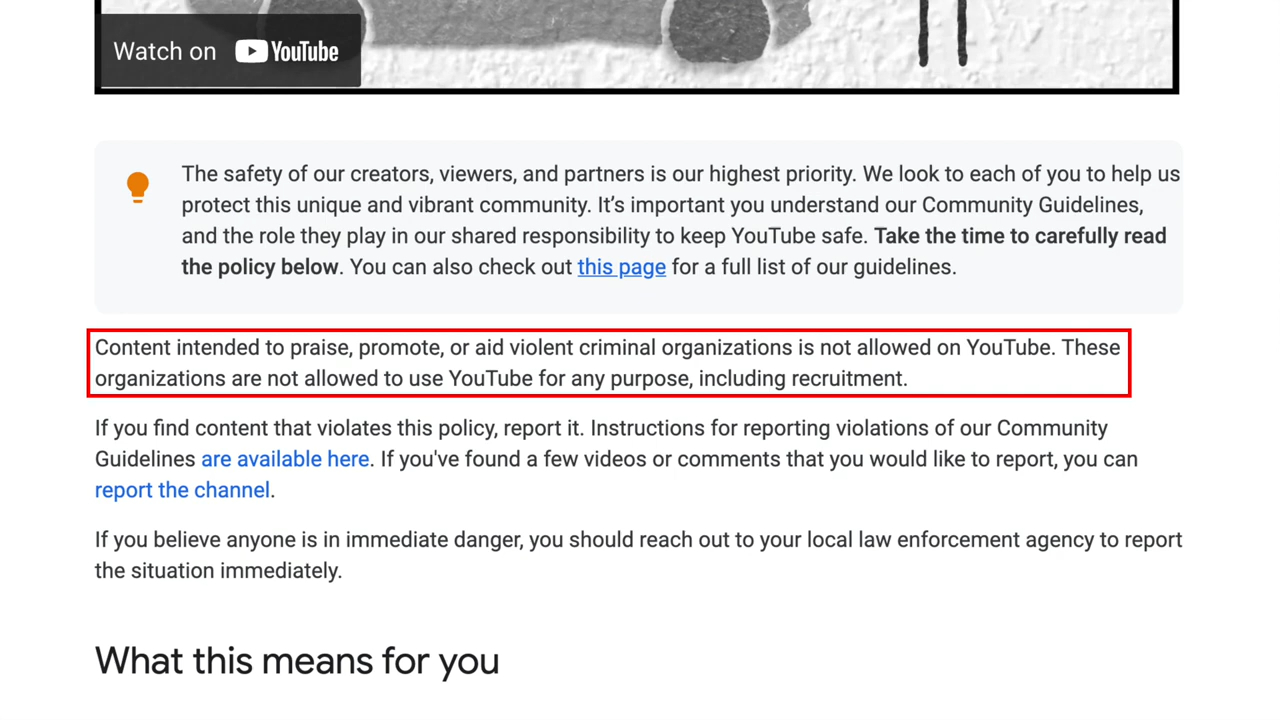 Watch on YouTube
The safety of our creators, viewers, and partners is our highest priority. We look to each of you to help us
protect this unique and vibrant community. It’s important you understand our Community Guidelines,
and the role they play in our shared responsibility to keep YouTube safe. Take the time to carefully read
the policy below. You can also check out this page for a full list of our guidelines.
Content intended to praise, promote, or aid violent criminal organizations is not allowed on YouTube. These
organizations are not allowed to use YouTube for any purpose, including recruitment.
If you find content that violates this policy, report it. Instructions for reporting violations of our Community
Guidelines are available here. If you've found a few videos or comments that you would like to report, you can
report the channel.
If you believe anyone is in immediate danger, you should reach out to your local law enforcement agency to report
the situation immediately.
What this means for you